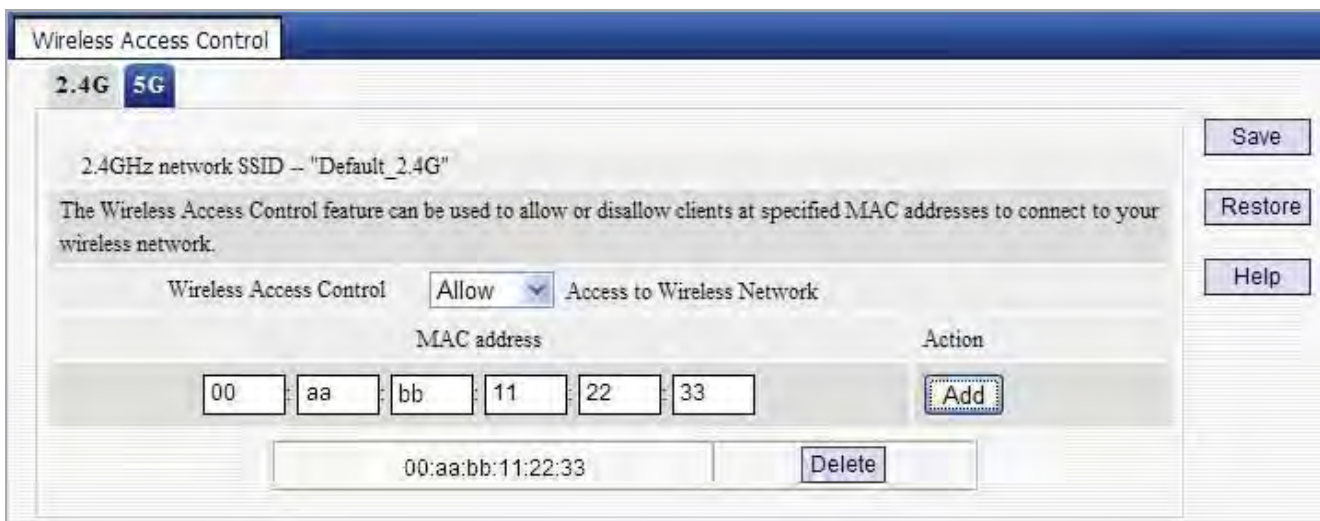 Wireless Access Control
2.4G 5G
2.4GHz network SSID -- "Default_2.4G"
Save
The Wireless Access Control feature can be used to allow or disallow clients at specified MAC addresses to connect to your
wireless network.
Restore
Wireless Access Control Allow Access to Wireless Network
Help
MAC address Action
00 : aa : bb : 11 : 22 : 33 Add
00:aa:bb:11:22:33 Delete